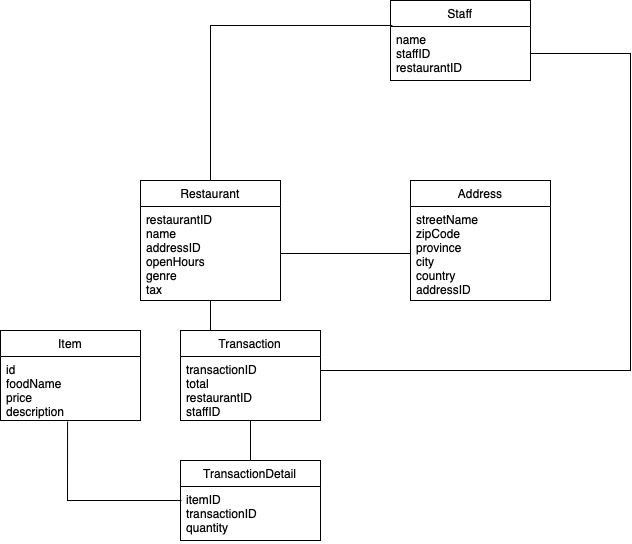 Staff
name
staffID
restaurantID
Restaurant
restaurantID
name
addressID
openHours
genre
tax
Address
streetName
zipCode
province
city
country
addressID
Item
id
foodName
price
description
Transaction
transactionID
total
restaurantID
staffID
TransactionDetail
itemID
transactionID
quantity